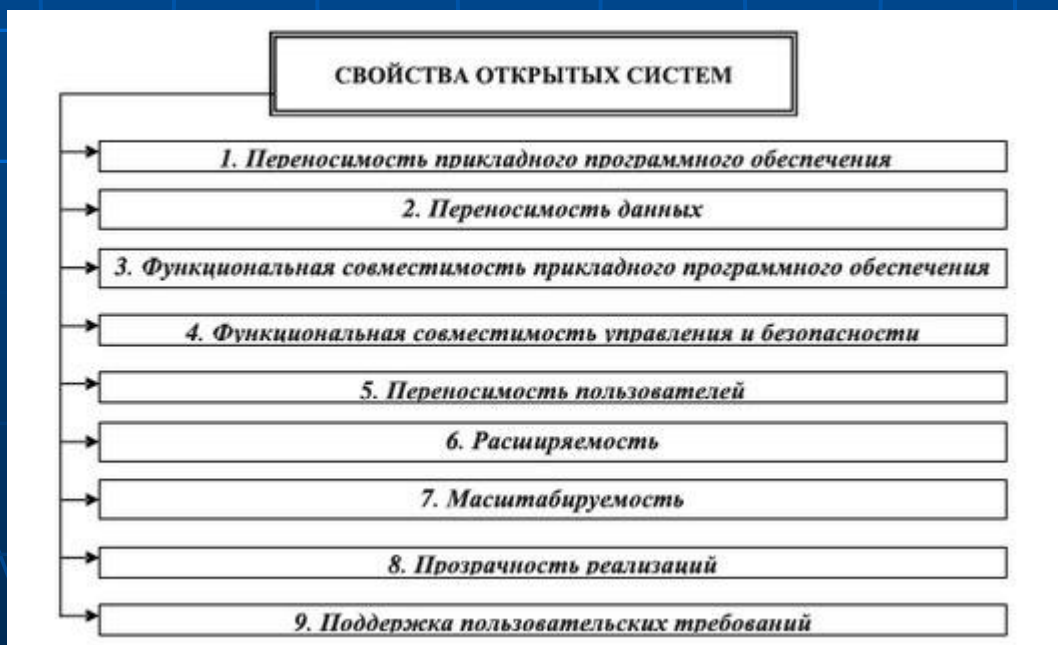 СВОЙСТВА ОТКРЫТЫХ СИСТЕМ
1. Переносимость прикладного программного обеспечения
2. Переносимость данных
3. Функциональная совместимость прикладного программного обеспечения
4. Функциональная совместимость управления и безопасности
5. Переносимость пользователей
6. Расширяемость
7. Масштабируемость
8. Прозрачность реализаций
9. Поддержка пользовательских требований